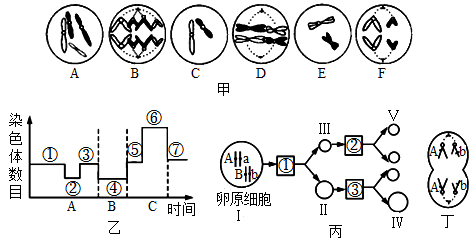 A B C D E F
甲
染色体数目
① ② ③ ④ ⑤ ⑥ ⑦
A B C 时间
乙
A a
B b
卵原细胞
Ⅰ
① Ⅲ ② Ⅴ
Ⅱ ③ Ⅳ
丙
A b
A b
丁